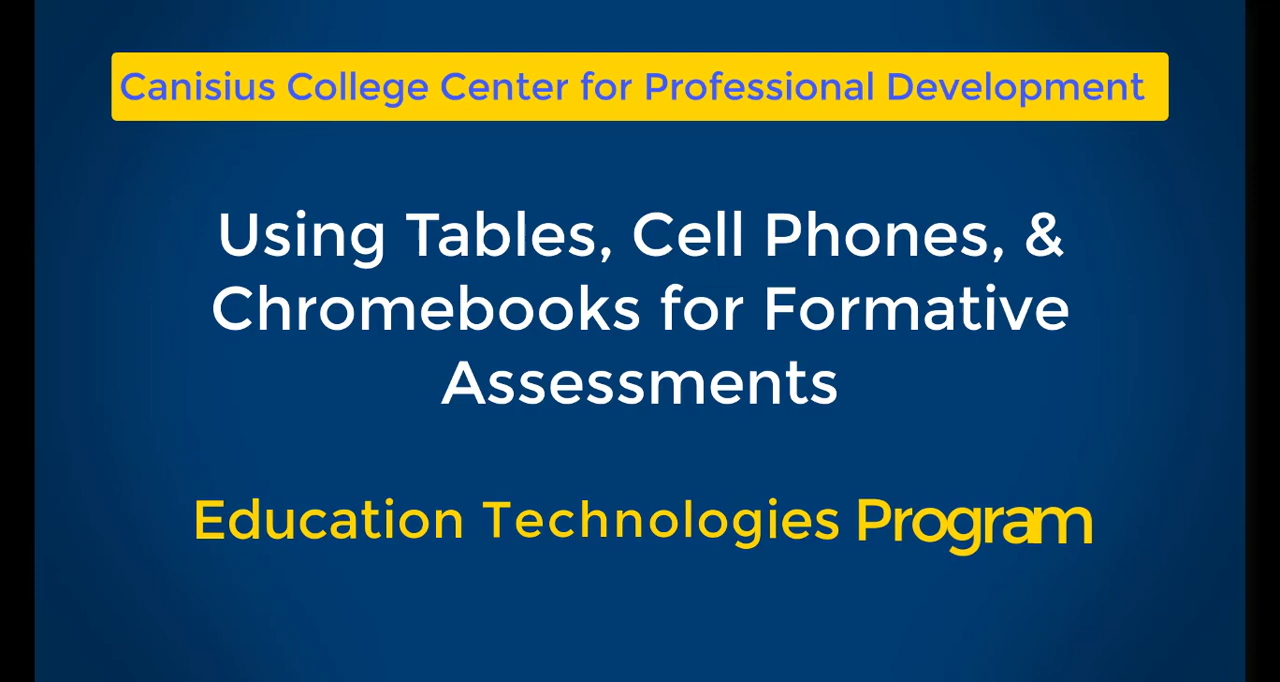 Canisius College Center for Professional Development
Using Tables, Cell Phones, &
Chromebooks for Formative
Assessments
Education Technologies Program